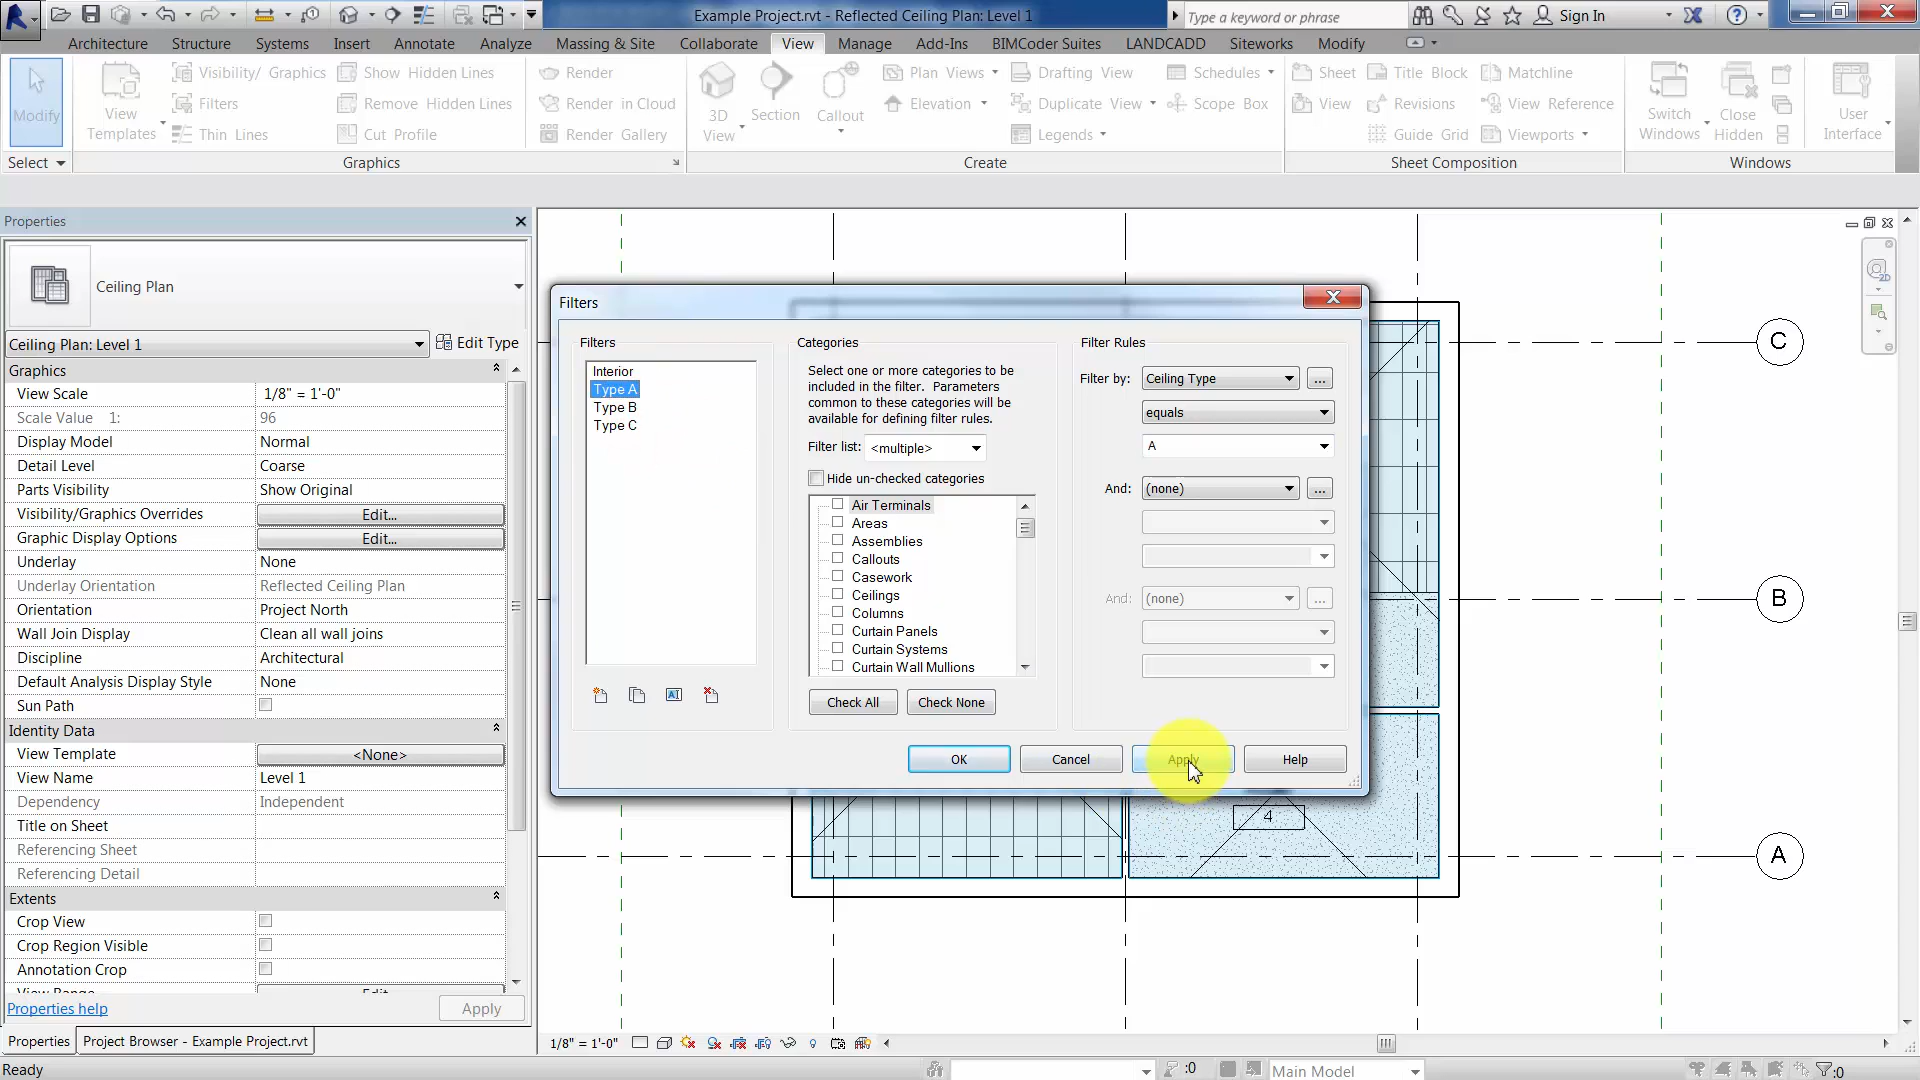 Example Project.rvt - Reflected Ceiling Plan: Level 1
Type a keyword or phrase
Sign In
Architecture Structure Systems Insert Annotate Analyze Massing & Site Collaborate View Manage Add-Ins BIMCoder Suites LANDCADD Siteworks Modify
Modify
View Templates
Visibility/ Graphics
Filters
Thin Lines
Show Hidden Lines
Remove Hidden Lines
Cut Profile
Render
Render in Cloud
Render Gallery
3D View
Section
Callout
Plan Views
Elevation
Drafting View
Duplicate View
Legends
Schedules
Scope Box
Sheet
View
Title Block
Revisions
Guide Grid
Matchline
View Reference
Viewports
Switch Windows
Close Hidden
User Interface
Select
Graphics
Create
Sheet Composition
Windows
Properties
Ceiling Plan
Ceiling Plan: Level 1
Edit Type
Graphics
View Scale 1/8" = 1'-0"
Scale Value 1: 96
Display Model Normal
Detail Level Coarse
Parts Visibility Show Original
Visibility/Graphics Overrides Edit...
Graphic Display Options Edit...
Underlay None
Underlay Orientation Reflected Ceiling Plan
Orientation Project North
Wall Join Display Clean all wall joins
Discipline Architectural
Default Analysis Display Style None
Sun Path
Identity Data
View Template <None>
View Name Level 1
Dependency Independent
Title on Sheet
Referencing Sheet
Referencing Detail
Extents
Crop View
Crop Region Visible
Annotation Crop
View Range Edit...
Properties help
Apply
Properties
Project Browser - Example Project.rvt
Ready
Filters
Filters
Interior
Type A
Type B
Type C
Categories
Select one or more categories to be
included in the filter. Parameters
common to these categories will be
available for defining filter rules.
Filter list: <multiple>
Hide un-checked categories
Air Terminals
Areas
Assemblies
Callouts
Casework
Ceilings
Columns
Curtain Panels
Curtain Systems
Curtain Wall Mullions
Check All
Check None
Filter Rules
Filter by: Ceiling Type ...
equals
A
And: (none) ...
And: (none) ...
OK
Cancel
Apply
Help
C
B
A
4
1/8" = 1'-0"
:0
Main Model
:0